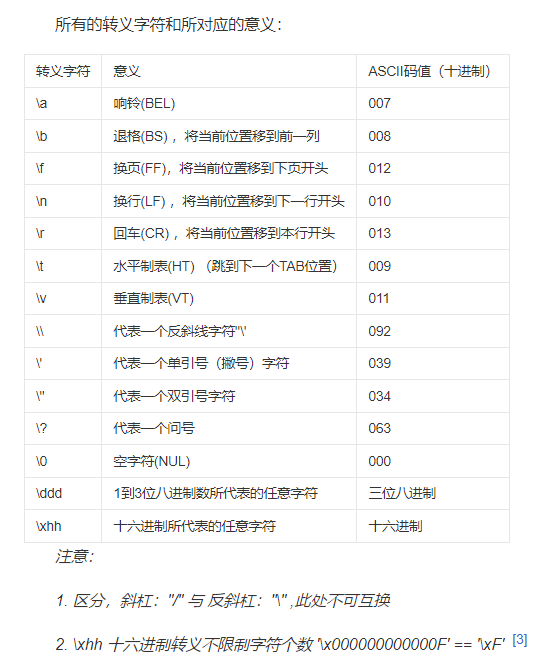 所有的转义字符和所对应的意义：
转义字符 意义 ASCII码值（十进制）
\a 响铃(BEL) 007
\b 退格(BS) ，将当前位置移到前一列 008
\f 换页(FF)，将当前位置移到下页开头 012
\n 换行(LF) ，将当前位置移到下一行开头 010
\r 回车(CR) ，将当前位置移到本行开头 013
\t 水平制表(HT) （跳到下一个TAB位置） 009
\v 垂直制表(VT) 011
\\ 代表一个反斜线字符''\' 092
\' 代表一个单引号（撇号）字符 039
\" 代表一个双引号字符 034
\? 代表一个问号 063
\0 空字符(NUL) 000
\ddd 1到3位八进制数所代表的任意字符 三位八进制
\xhh 十六进制所代表的任意字符 十六进制
注意：
1. 区分，斜杠："/" 与 反斜杠："\" ,此处不可互换
2. \xhh 十六进制转义不限制字符个数 '\x000000000000F' == '\xF' [3]